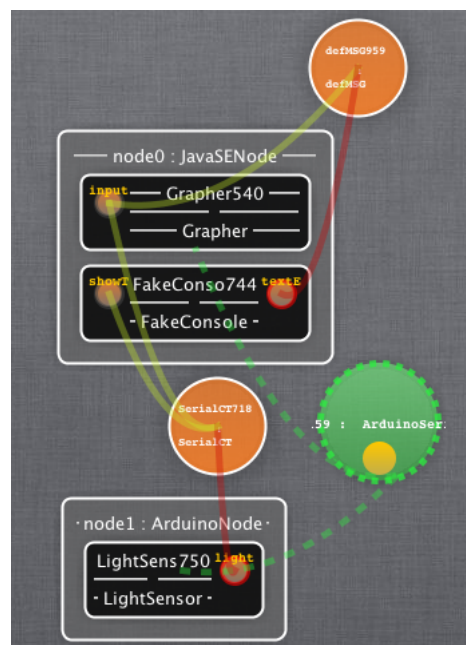 defMSG959
defMSG
node0 : JavaSENode
input
Grapher540
Grapher
showT
FakeConso744
textE
FakeConsole
SerialCT718
SerialCT
.59 : ArduinoSer
node1 : ArduinoNode
LightSens750
light
LightSensor